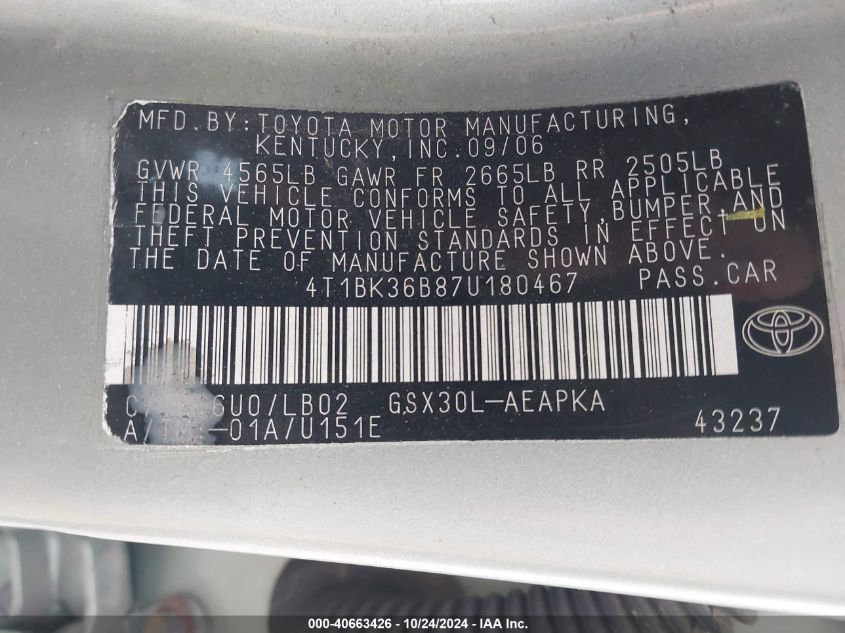 MFD. BY: TOYOTA MOTOR MANUFACTURING,
KENTUCKY, INC. 09/06
GVWR 4565LB GAWR FR 2665LB RR 2505LB
THIS VEHICLE CONFORMS TO ALL APPLICABLE
FEDERAL MOTOR VEHICLE SAFETY, BUMPER, AND
THEFT PREVENTION STANDARDS IN EFFECT ON
THE DATE OF MANUFACTURE SHOWN ABOVE.
4T1BK36B87U180467 PASS. CAR
6U0/LB02 GSX30L-AEAPKA
-01A/U151E 43237
000-40663426 - 10/24/2024 - IAA, LLC.